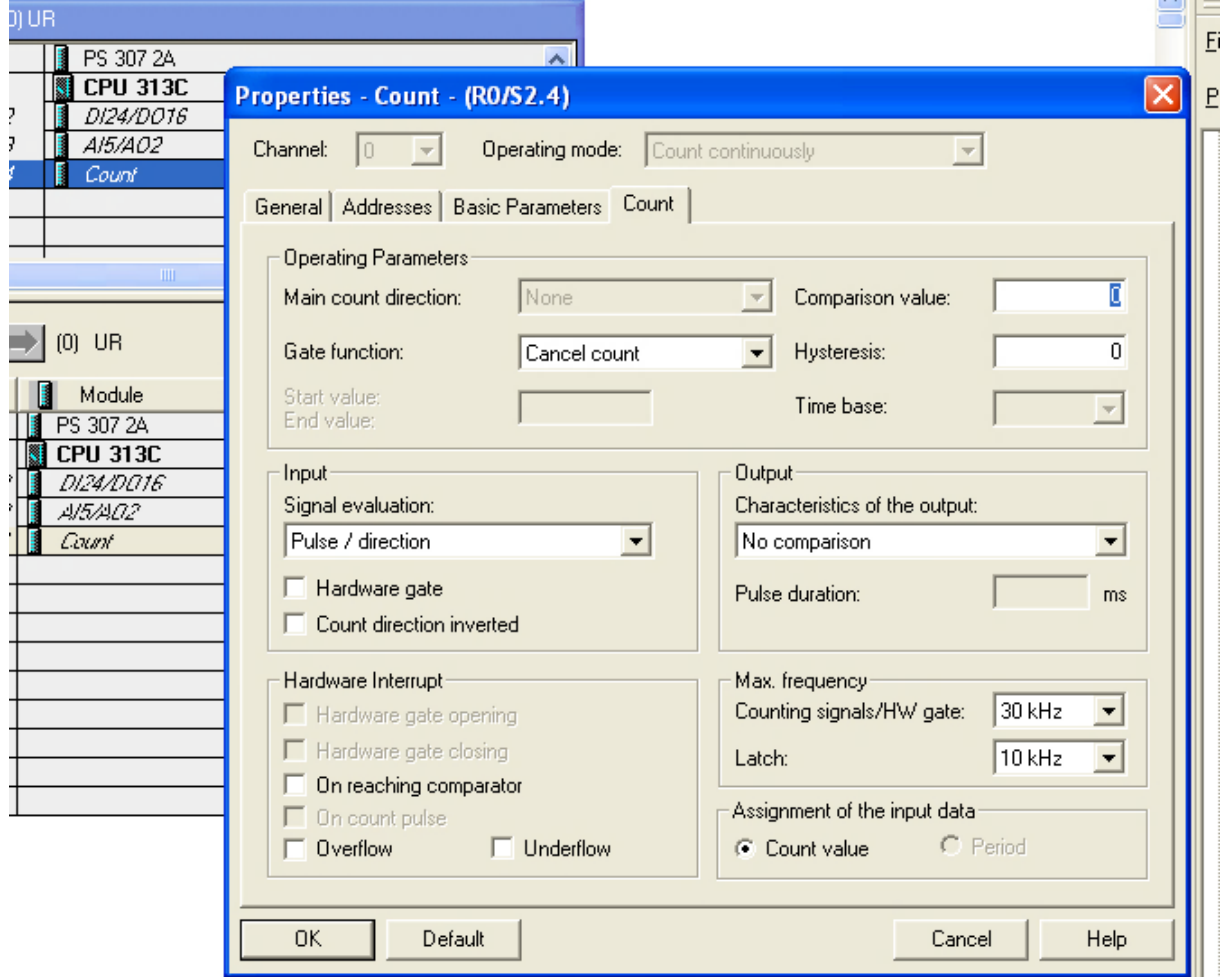 0) UR
PS 307 2A
CPU 313C
DI24/DO16
AI5/AO2
Count
Fi
P
Properties - Count - (R0/S2.4)
Channel: 0 Operating mode: Count continuously
General Addresses Basic Parameters Count
Operating Parameters
Main count direction: None Comparison value: 0
Gate function: Cancel count Hysteresis: 0
Start value:
End value:
Time base:
Input
Signal evaluation:
Pulse / direction
Hardware gate
Count direction inverted
Output
Characteristics of the output:
No comparison
Pulse duration: ms
Hardware Interrupt
Hardware gate opening
Hardware gate closing
On reaching comparator
On count pulse
Overflow Underflow
Max. frequency
Counting signals/HW gate: 30 kHz
Latch: 10 kHz
Assignment of the input data
Count value Period
OK Default Cancel Help
(0) UR
Module
PS 307 2A
CPU 313C
DI24/DO16
AI5/AO2
Count